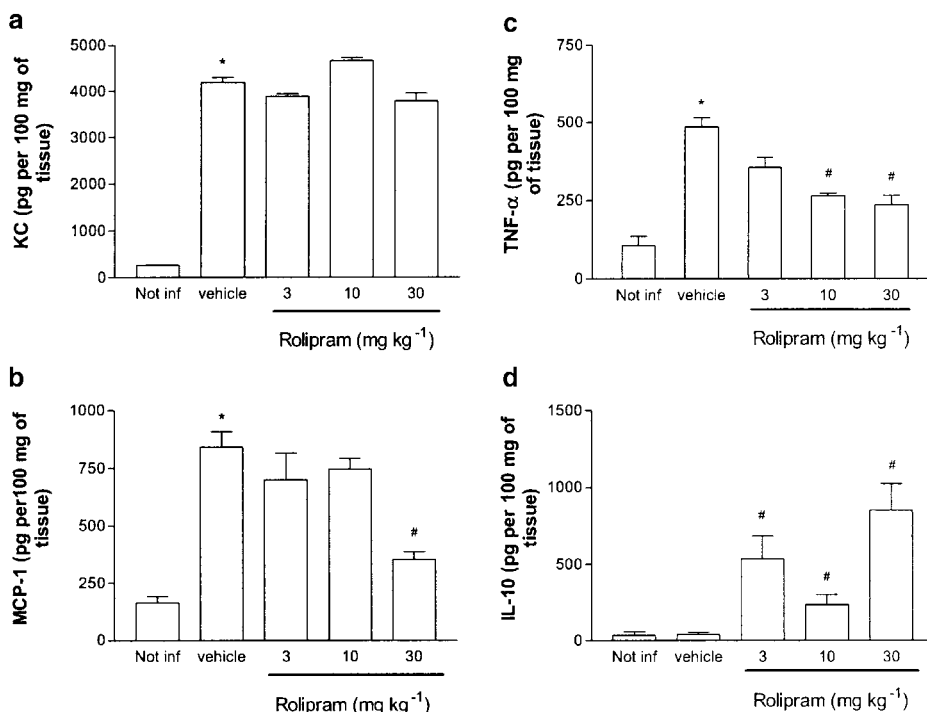 a
KC (pg per 100 mg of
tissue)
5000
4000
3000
2000
1000
0
*
Not inf
vehicle
3
10
30
Rolipram (mg kg⁻¹)
b
MCP-1 (pg per100 mg of
tissue)
1000
750
500
250
0
*
#
Not inf
vehicle
3
10
30
Rolipram (mg kg⁻¹)
c
TNF-α (pg per 100 mg
of tissue)
750
500
250
0
*
#
#
Not inf
vehicle
3
10
30
Rolipram (mg kg⁻¹)
d
IL-10 (pg per 100 mg of
tissue)
1500
1000
500
0
#
#
#
Not inf
vehicle
3
10
30
Rolipram (mg kg⁻¹)